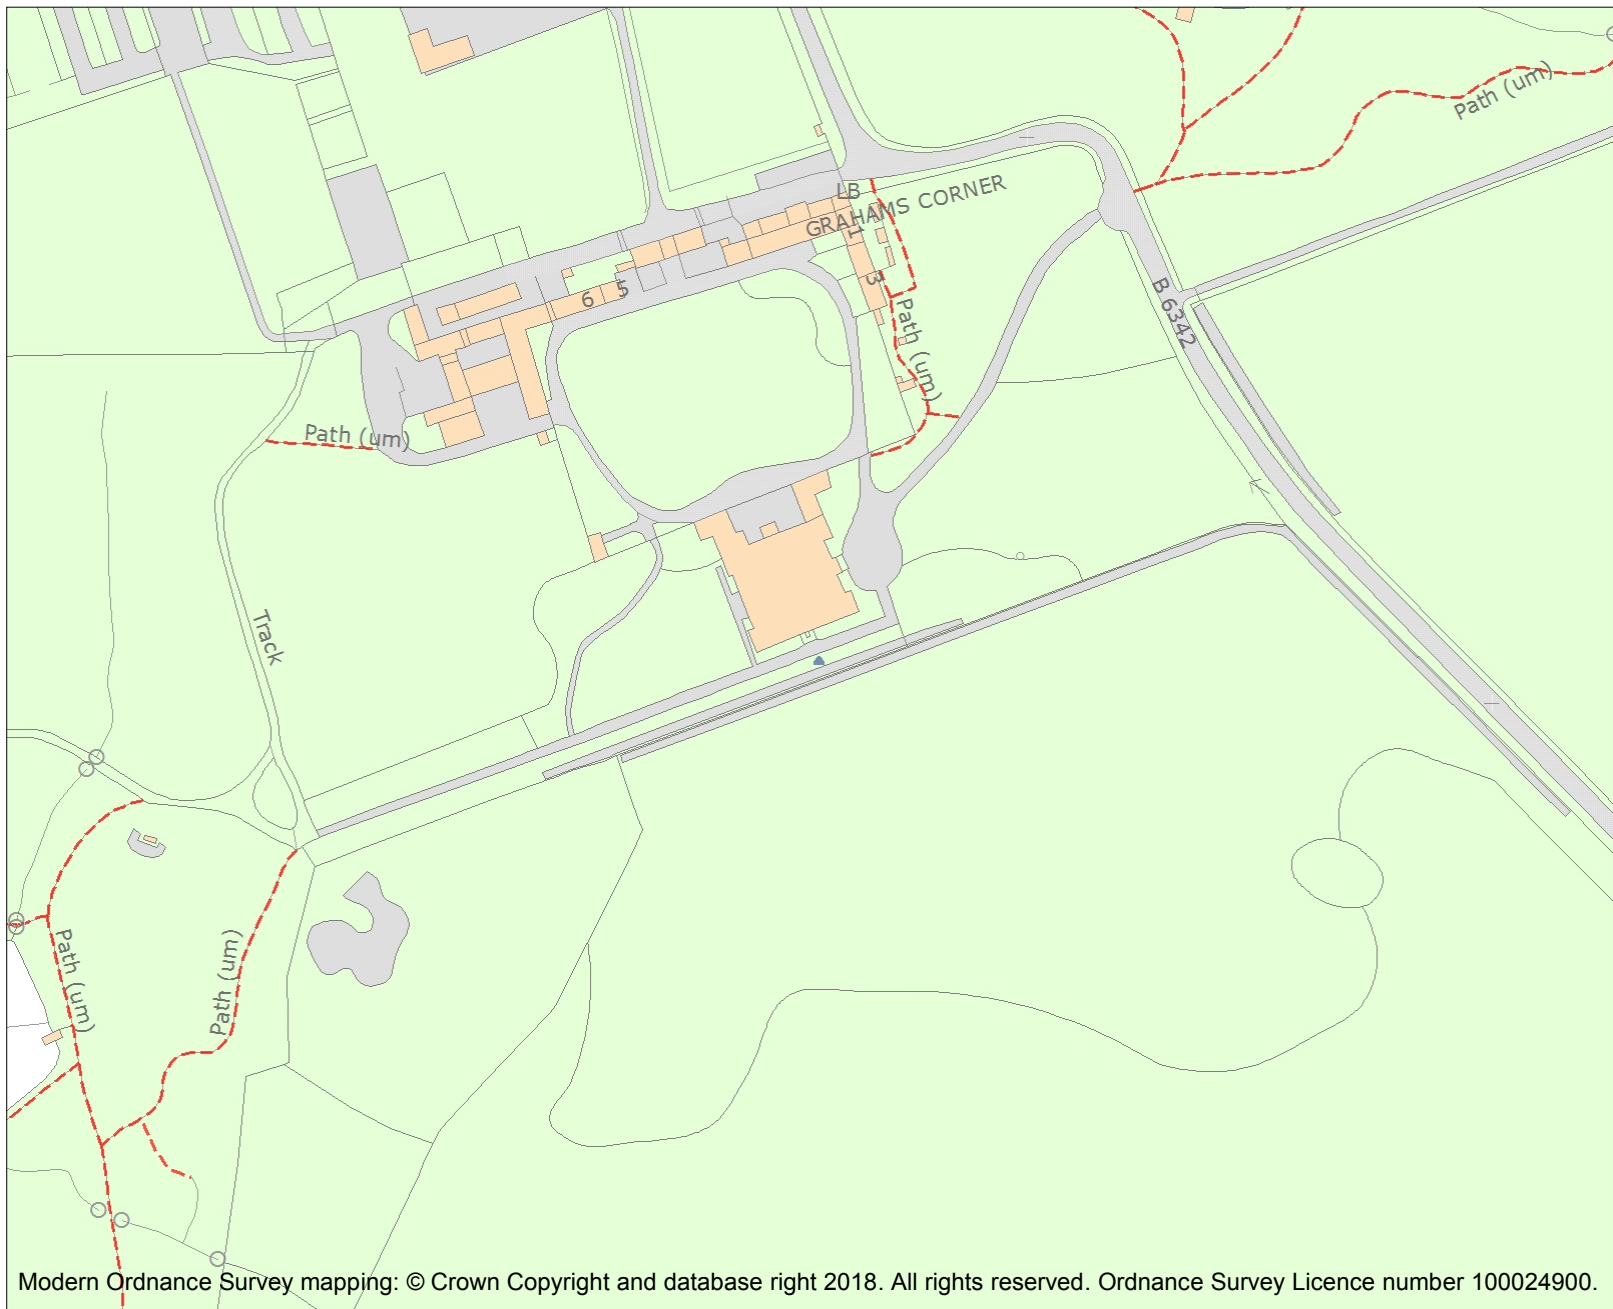 Path (um)
LB
GRAHAMS CORNER
1
3
6
5
B 6342
Path (um)
Path (um)
Track
Path (um)
Path (um)
Modern Ordnance Survey mapping: © Crown Copyright and database right 2018. All rights reserved. Ordnance Survey Licence number 100024900.